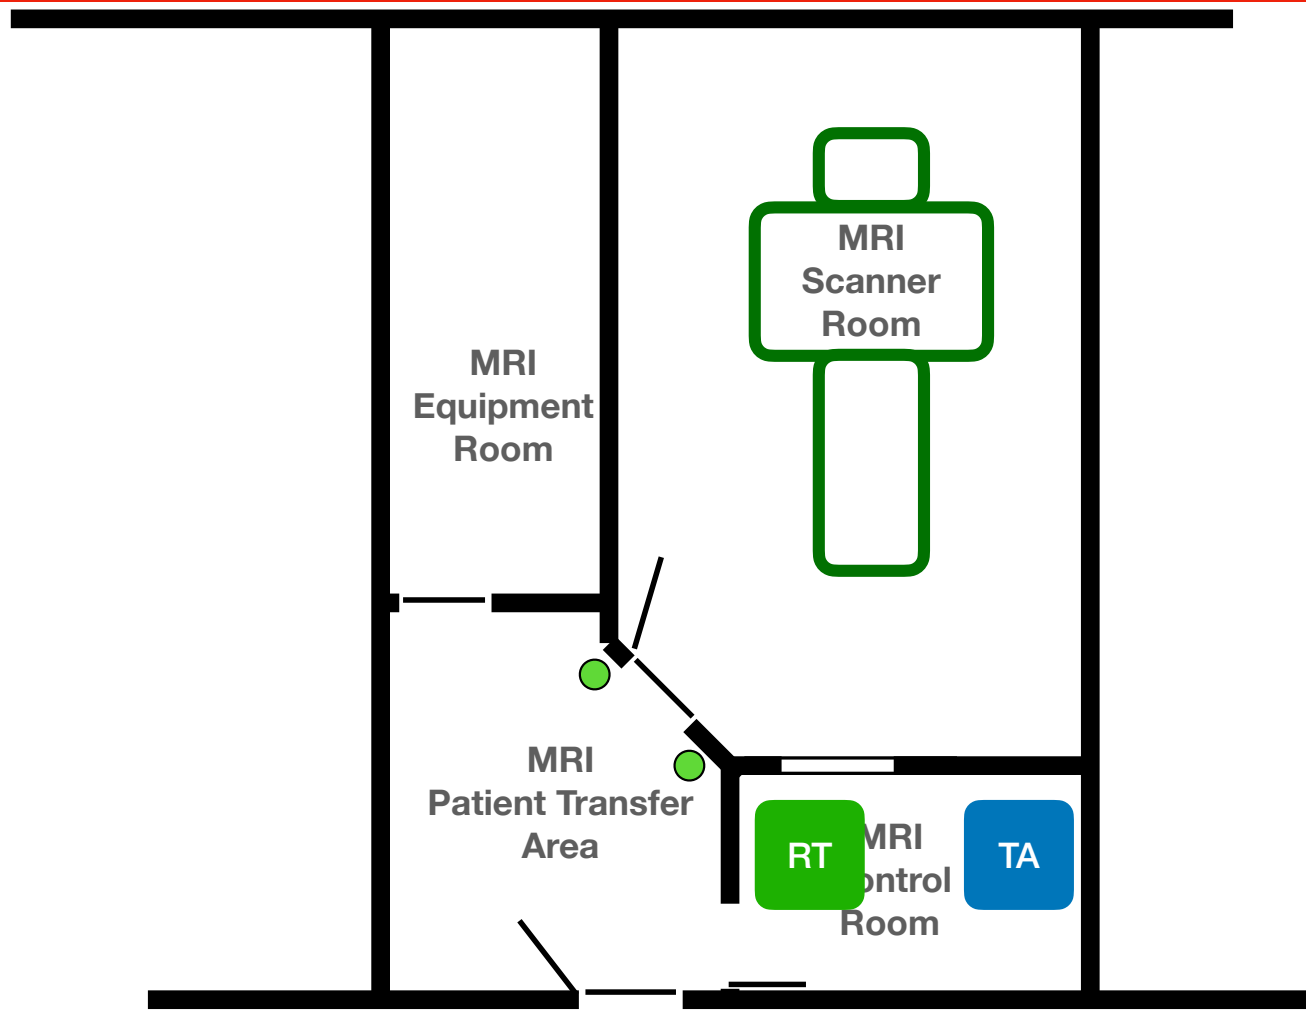 MRI
Scanner
Room
MRI
Equipment
Room
MRI
Patient Transfer
Area
RT
MRI
ontrol
Room
TA